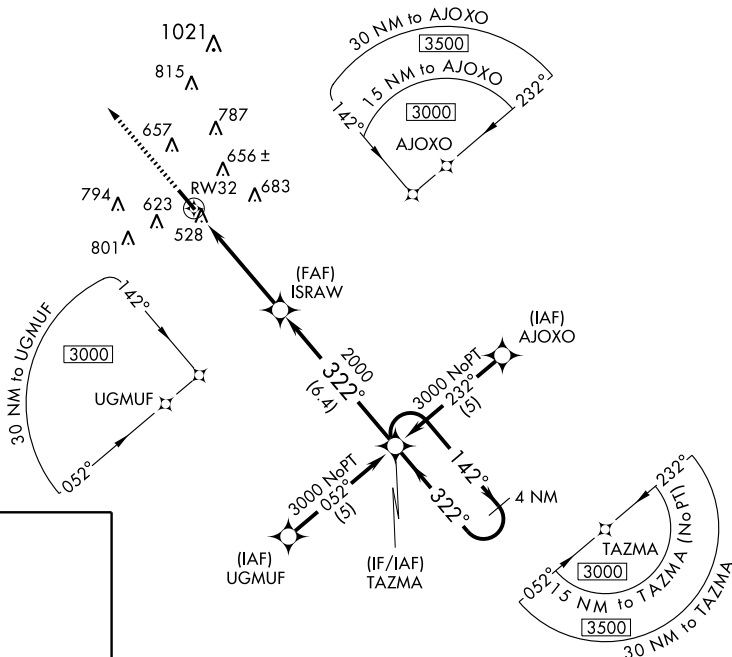 1021
815
787
657
656 ±
RW32
683
794
623
528
801
30 NM to AJOXO
3500
15 NM to AJOXO
3000
142°
232°
AJOXO
(FAF)
ISRAW
142°
30 NM to UGMUF
3000
UGMUF
052°
2000
322°
(6.4)
(IAF)
AJOXO
3000 NoPT
232°
(5)
142°
322°
4 NM
3000 NoPT
052°
(5)
(IAF)
UGMUF
(IF/IAF)
TAZMA
232°
TAZMA
052°
3000
15 NM to TAZMA (NoPT)
3500
30 NM to TAZMA